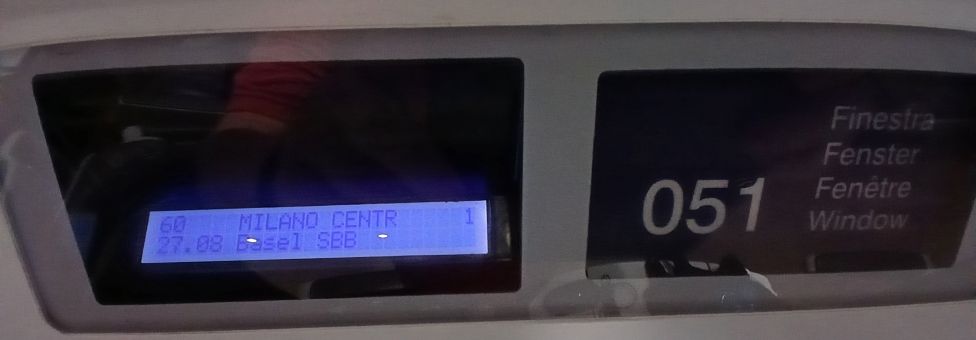 60 MILANO CENTR 1
27.08 Basel SBB
051
Finestra
Fenster
Fenêtre
Window